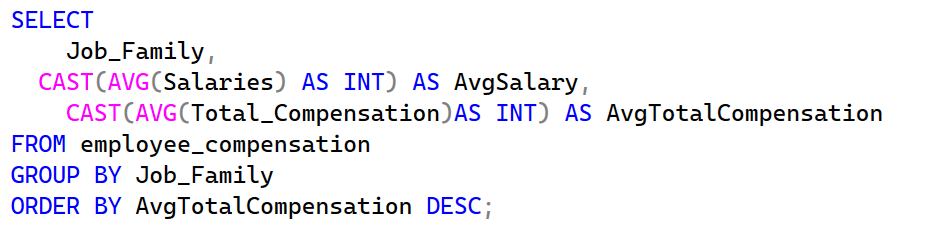 SELECT
    Job_Family,
  CAST(AVG(Salaries) AS INT) AS AvgSalary,
    CAST(AVG(Total_Compensation)AS INT) AS AvgTotalCompensation
FROM employee_compensation
GROUP BY Job_Family
ORDER BY AvgTotalCompensation DESC;